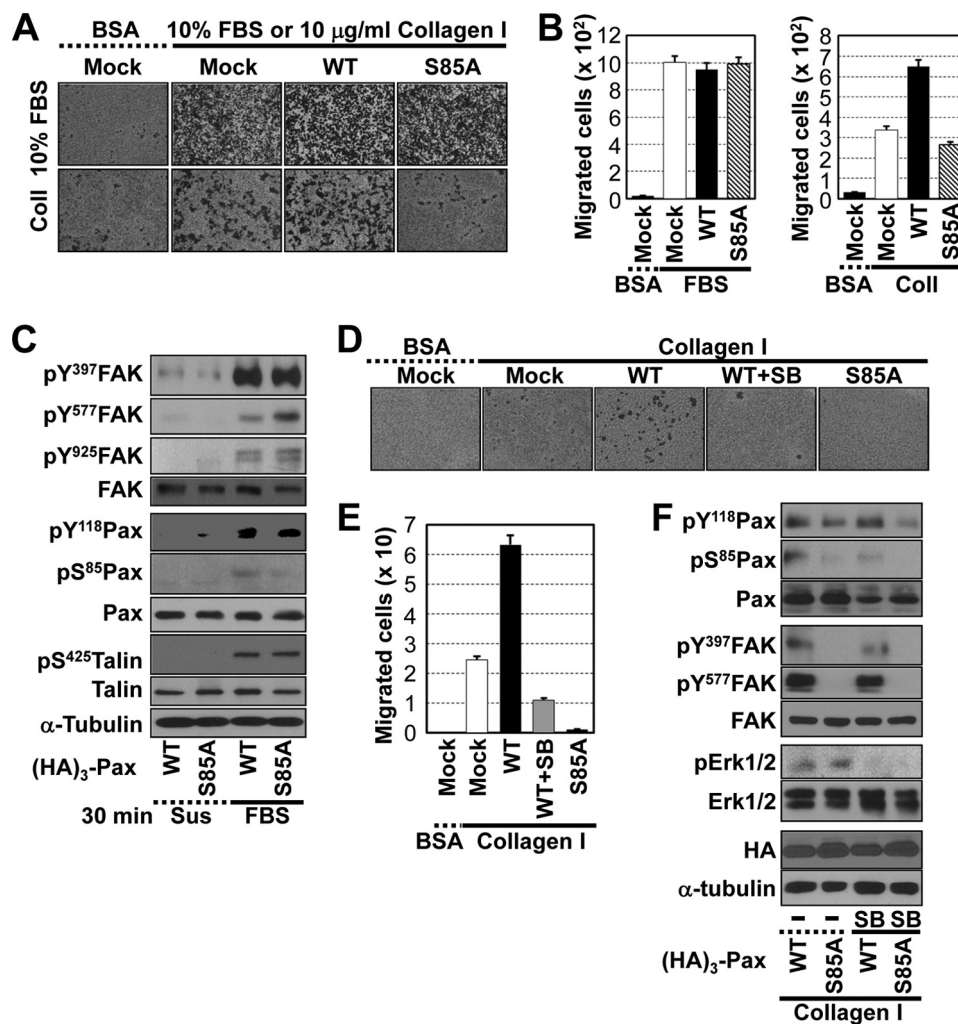 A
BSA 10% FBS or 10 μg/ml Collagen I
Mock Mock WT S85A
10% FBS
Coll
B
Migrated cells (x 10²)
12
10
8
6
4
2
0
Mock Mock WT S85A
BSA FBS
Migrated cells (x 10²)
8
7
6
5
4
3
2
1
0
Mock Mock WT S85A
BSA Coll
C
pY³⁹⁷FAK
pY⁵⁷⁷FAK
pY⁹²⁵FAK
FAK
pY¹¹⁸Pax
pS⁸⁵Pax
Pax
pS⁴²⁵Talin
Talin
α-Tubulin
(HA)₃-Pax WT S85A WT S85A
30 min Sus FBS
D
BSA Collagen I
Mock Mock WT WT+SB S85A
E
Migrated cells (x 10)
7
6
5
4
3
2
1
0
Mock Mock WT WT+SB S85A
BSA Collagen I
F
pY¹¹⁸Pax
pS⁸⁵Pax
Pax
pY³⁹⁷FAK
pY⁵⁷⁷FAK
FAK
pErk1/2
Erk1/2
HA
α-tubulin
– – SB SB
(HA)₃-Pax WT S85A WT S85A
Collagen I